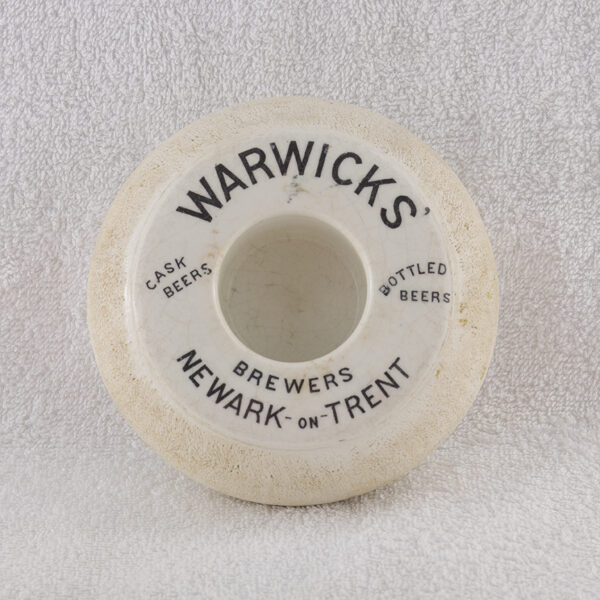 WARWICKS'
CASK
BEERS
BOTTLED
BEERS
BREWERS
NEWARK-ON-TRENT